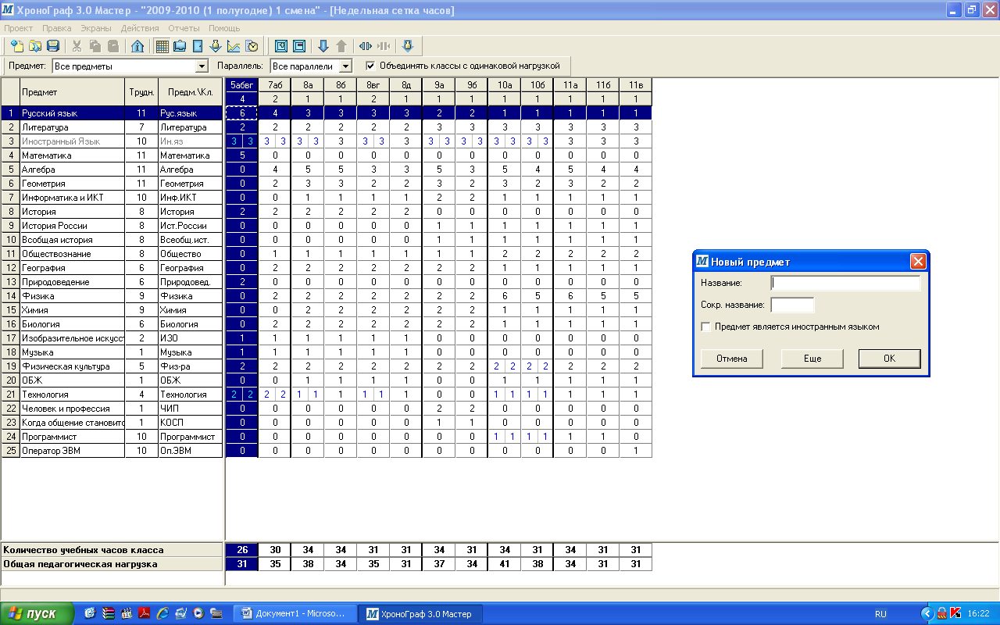 ХроноГраф 3.0 Мастер - "2009-2010 (1 полугодие) 1 смена" - [Недельная сетка часов]
Проект Правка Экраны Действия Отчеты Помощь
Предмет: Все предметы Параллель: Все параллели Объединять классы с одинаковой нагрузкой
Предмет Трудн. Предм.\Кл. 5абвг 7аб 8а 8б 8вг 8д 9а 9б 10а 10б 11а 11б 11в
4 2 1 1 2 1 1 1 1 1 1 1 1
1 Русский язык 11 Рус.язык 6 4 3 3 3 3 2 2 1 1 1 1 1
2 Литература 7 Литература 2 2 2 2 2 2 3 3 3 3 3 3 3
3 Иностранный Язык 10 Ин.яз 3 3 3 3 3 3 3 3 3 3 3 3 3 3 3 3 3 3 3 3 3
4 Математика 11 Математика 5 0 0 0 0 0 0 0 0 0 0 0 0
5 Алгебра 11 Алгебра 0 4 5 5 3 3 5 3 5 4 5 4 4
6 Геометрия 11 Геометрия 0 2 3 3 2 2 3 2 3 2 3 2 2
7 Информатика и ИКТ 10 Инф.ИКТ 0 0 1 1 1 1 2 2 1 1 1 1 1
8 История 8 История 2 2 2 2 2 2 0 0 0 0 0 0 0
9 История России 8 Ист.России 0 0 0 0 0 0 1 1 1 1 1 1 1
10 Всобщая история 8 Всеобщ.ист. 0 0 0 0 0 0 1 1 1 1 1 1 1
11 Обществознание 8 Общество 0 1 1 1 1 1 1 1 2 2 2 2 2
12 География 6 География 0 2 2 2 2 2 2 2 1 1 1 1 1
13 Природоведение 6 Природовед. 2 0 0 0 0 0 0 0 0 0 0 0 0
14 Физика 9 Физика 0 2 2 2 2 2 2 2 6 5 6 5 5
15 Химия 9 Химия 0 2 2 2 2 2 2 2 1 1 1 1 1
16 Биология 6 Биология 0 2 2 2 2 2 2 2 1 1 1 1 1
17 Изобразительное искусст 2 ИЗО 1 1 1 1 1 1 0 0 0 0 0 0 0
18 Музыка 1 Музыка 1 1 1 1 1 1 0 0 0 0 0 0 0
19 Физическая культура 5 Физ-ра 2 2 2 2 2 2 2 2 2 2 2 2 2 2 2
20 ОБЖ 1 ОБЖ 0 0 1 1 1 1 0 0 1 1 1 1 1
21 Технология 4 Технология 2 2 2 2 1 1 1 1 1 1 0 0 1 1 1 1 1 1 1
22 Человек и профессия 1 ЧИП 0 0 0 0 0 0 2 2 0 0 0 0 0
23 Когда общение становитс 1 КОСП 0 0 0 0 0 0 1 1 0 0 0 0 0
24 Программист 10 Программист 0 0 0 0 0 0 0 0 1 1 1 1 1 1 0
25 Оператор ЭВМ 10 Оп.ЭВМ 0 0 0 0 0 0 0 0 0 0 0 0 1
Новый предмет
Название:
Сокр. название:
Предмет является иностранным языком
Отмена Еще OK
Количество учебных часов класса 26 30 34 34 31 31 34 31 34 31 34 31 31
Общая педагогическая нагрузка 31 35 38 34 35 31 37 34 41 38 34 31 31
пуск Документ1 - Microso... ХроноГраф 3.0 Мастер RU 16:22